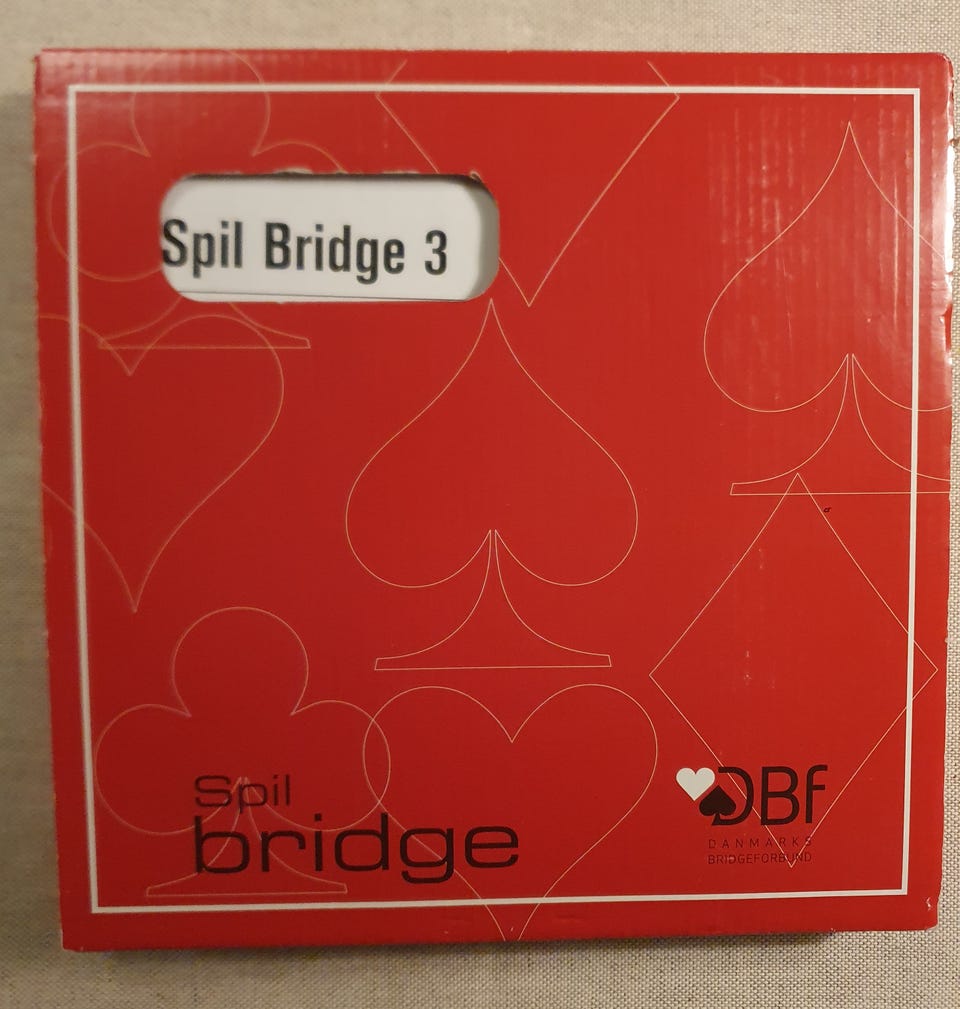 Spil Bridge 3
Spil
bridge
DBf
DANMARKS
BRIDGEFORBUND